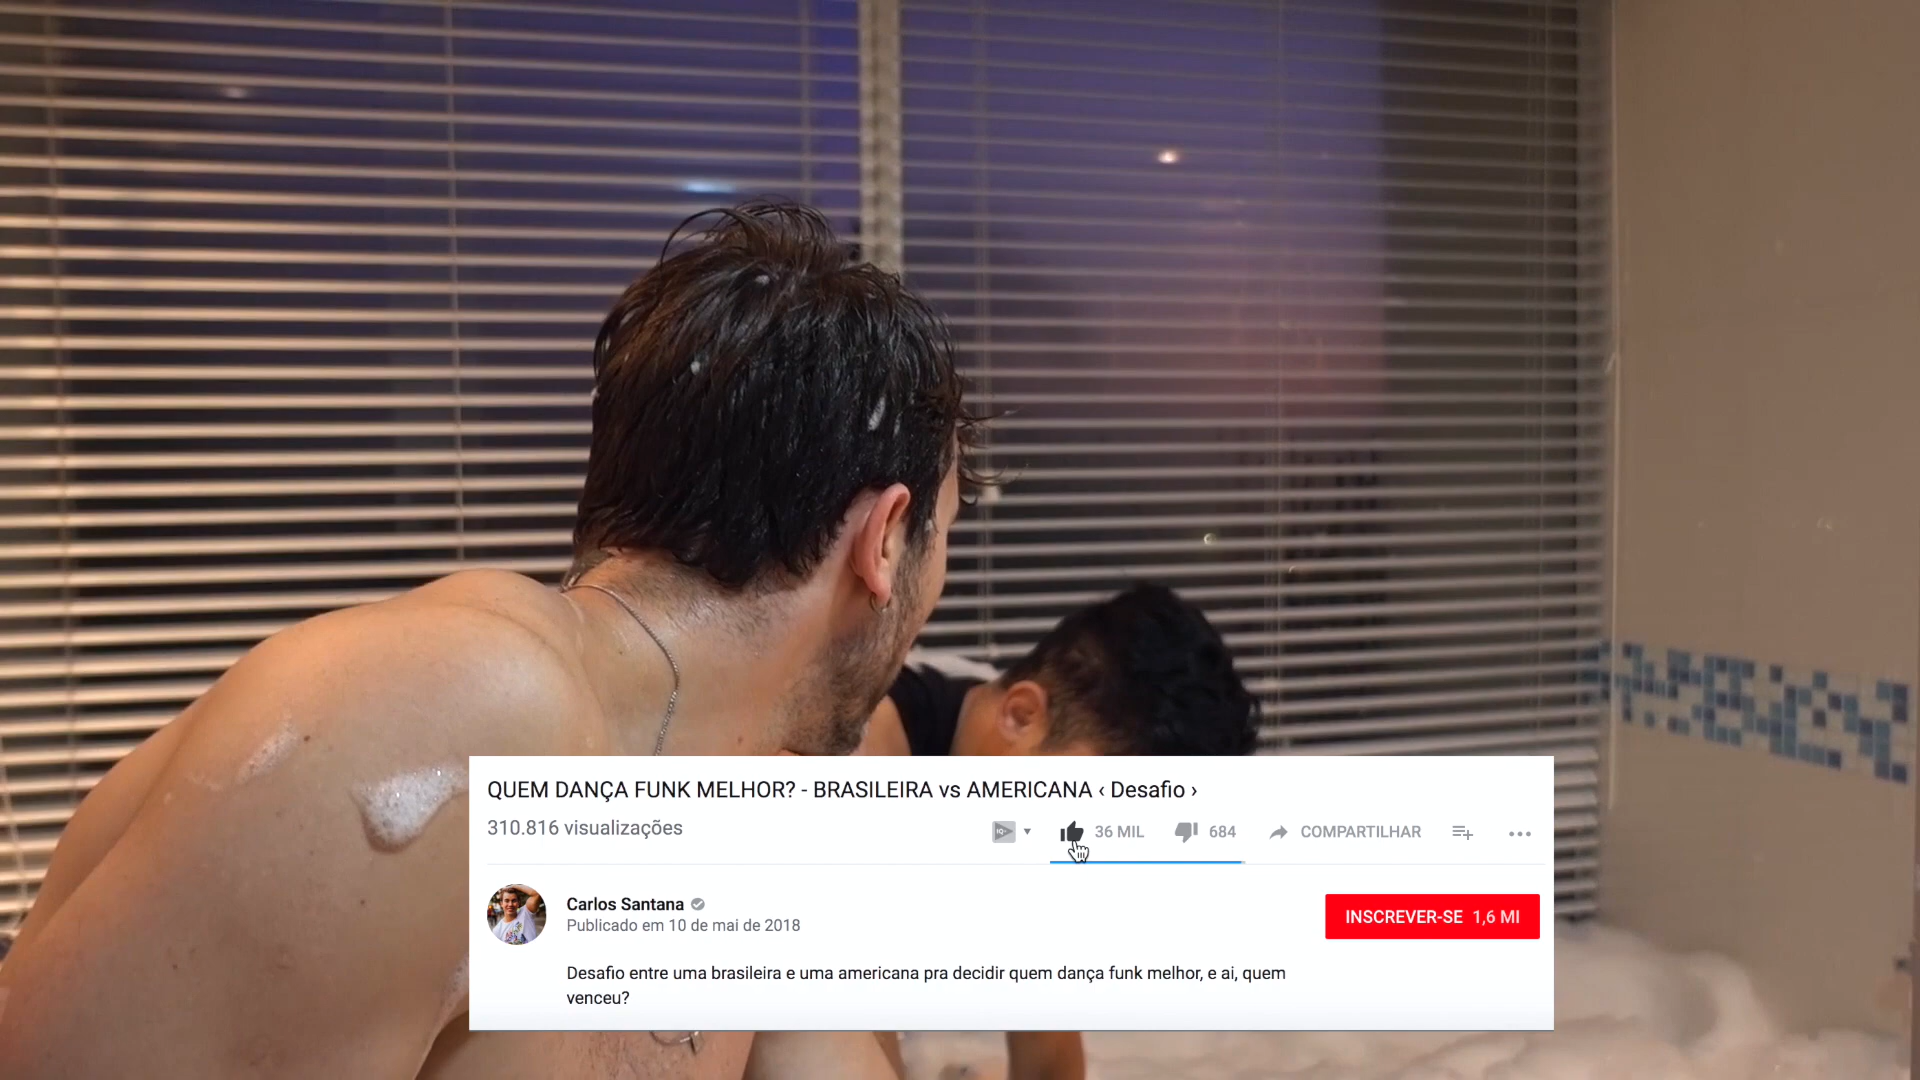 QUEM DANÇA FUNK MELHOR? - BRASILEIRA vs AMERICANA ‹ Desafio ›
310.816 visualizações
36 MIL 684 COMPARTILHAR
Carlos Santana
Publicado em 10 de mai de 2018
INSCREVER-SE 1,6 MI
Desafio entre uma brasileira e uma americana pra decidir quem dança funk melhor, e ai, quem
venceu?